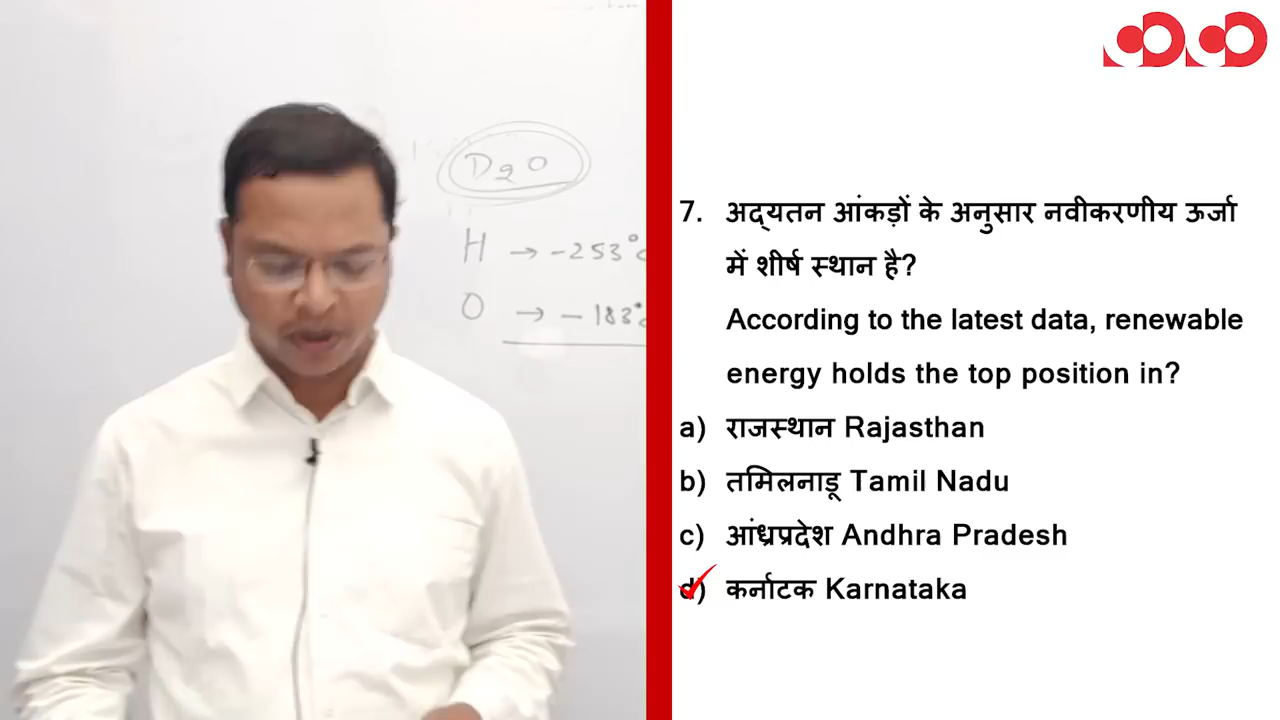 D2O
H → -253°C
O → - 183°C
7. अद्यतन आंकड़ों के अनुसार नवीकरणीय ऊर्जा
में शीर्ष स्थान है?
According to the latest data, renewable
energy holds the top position in?
a) राजस्थान Rajasthan
b) तमिलनाडू Tamil Nadu
c) आंध्रप्रदेश Andhra Pradesh
d) कर्नाटक Karnataka